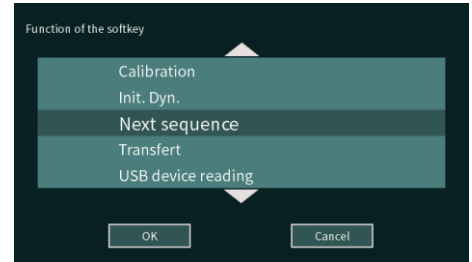 Function of the softkey
Calibration
Init. Dyn.
Next sequence
Transfert
USB device reading
OK
Cancel